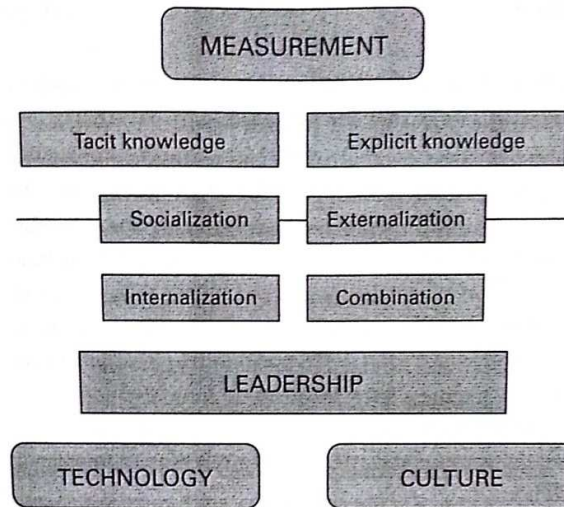 MEASUREMENT
Tacit knowledge Explicit knowledge
Socialization Externalization
Internalization Combination
LEADERSHIP
TECHNOLOGY CULTURE